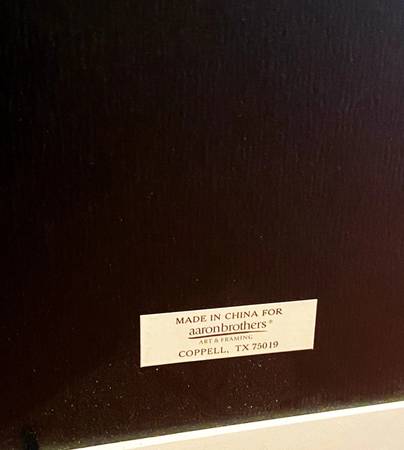 MADE IN CHINA FOR
aaronbrothers®
ART & FRAMING
COPPELL, TX 75019